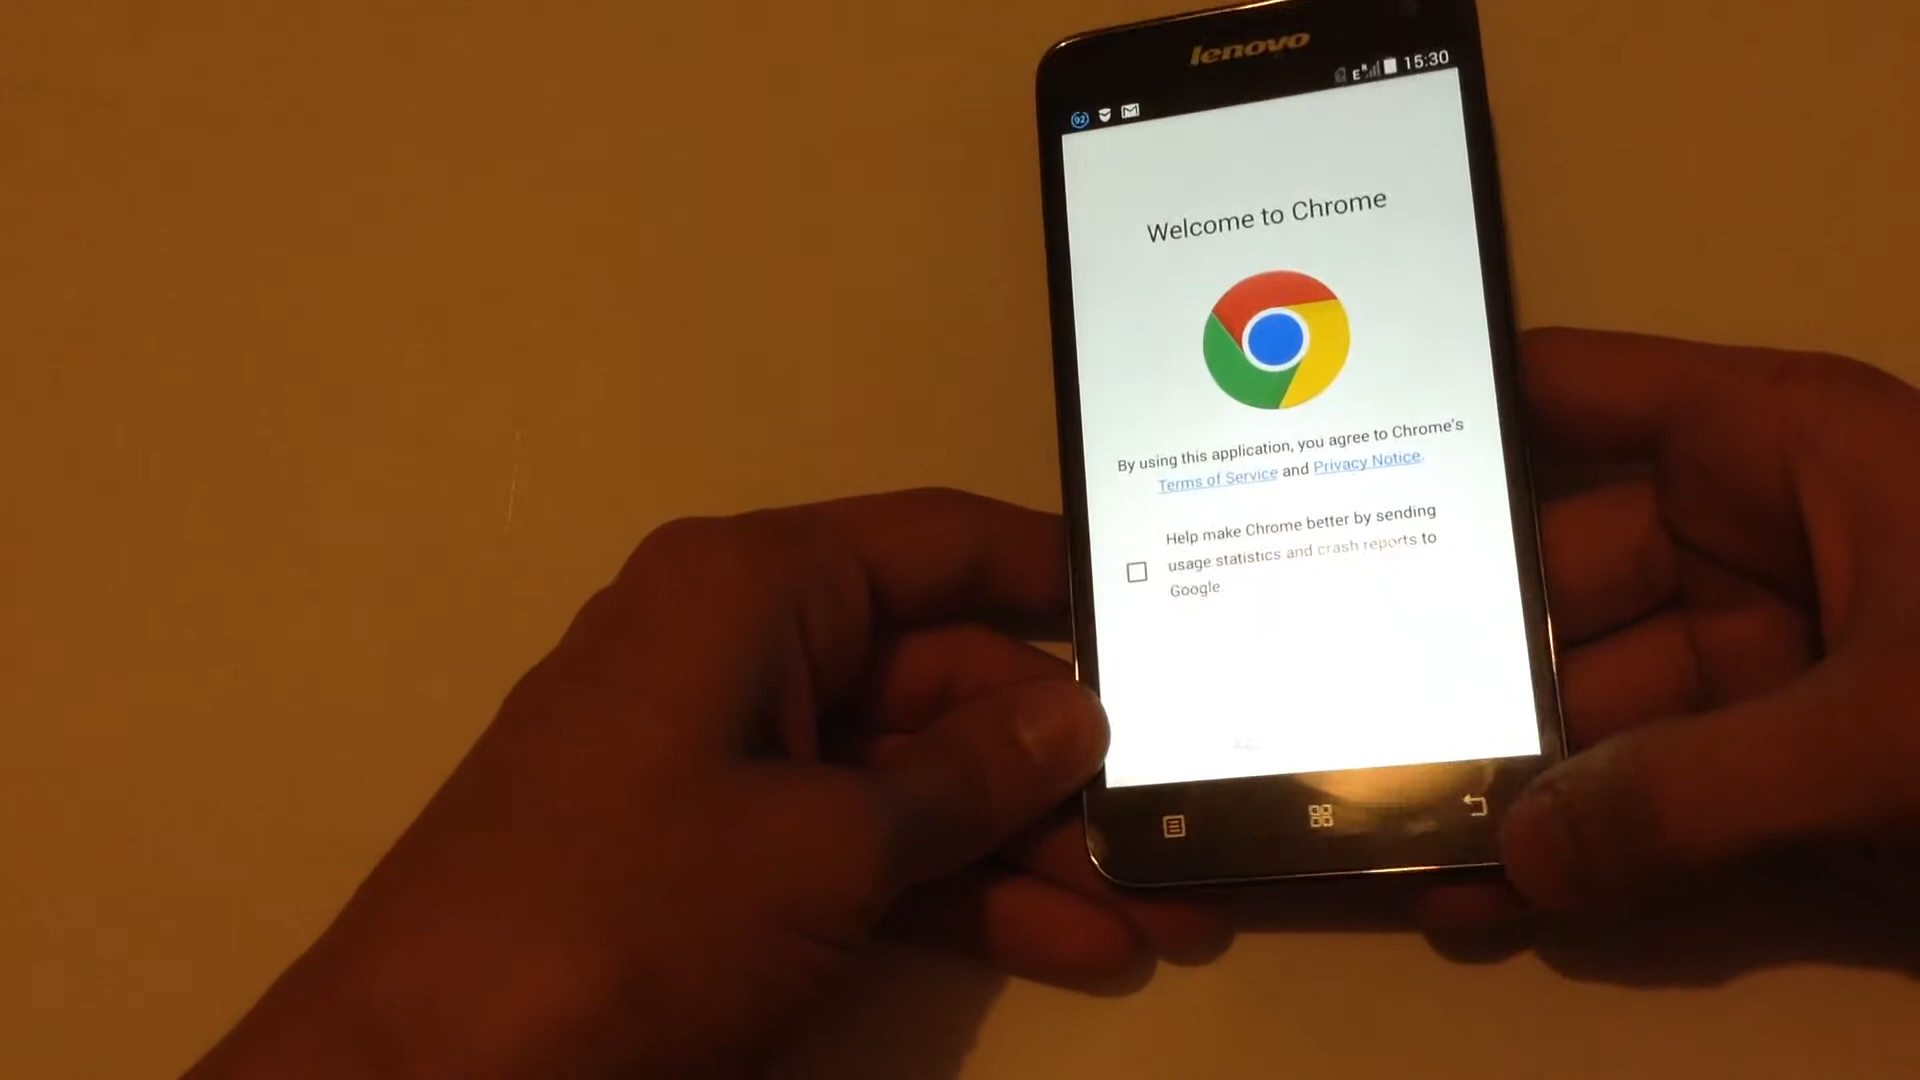 lenovo
15:30
92
Welcome to Chrome
By using this application, you agree to Chrome's
Terms of Service and Privacy Notice.
Help make Chrome better by sending
usage statistics and crash reports to
Google